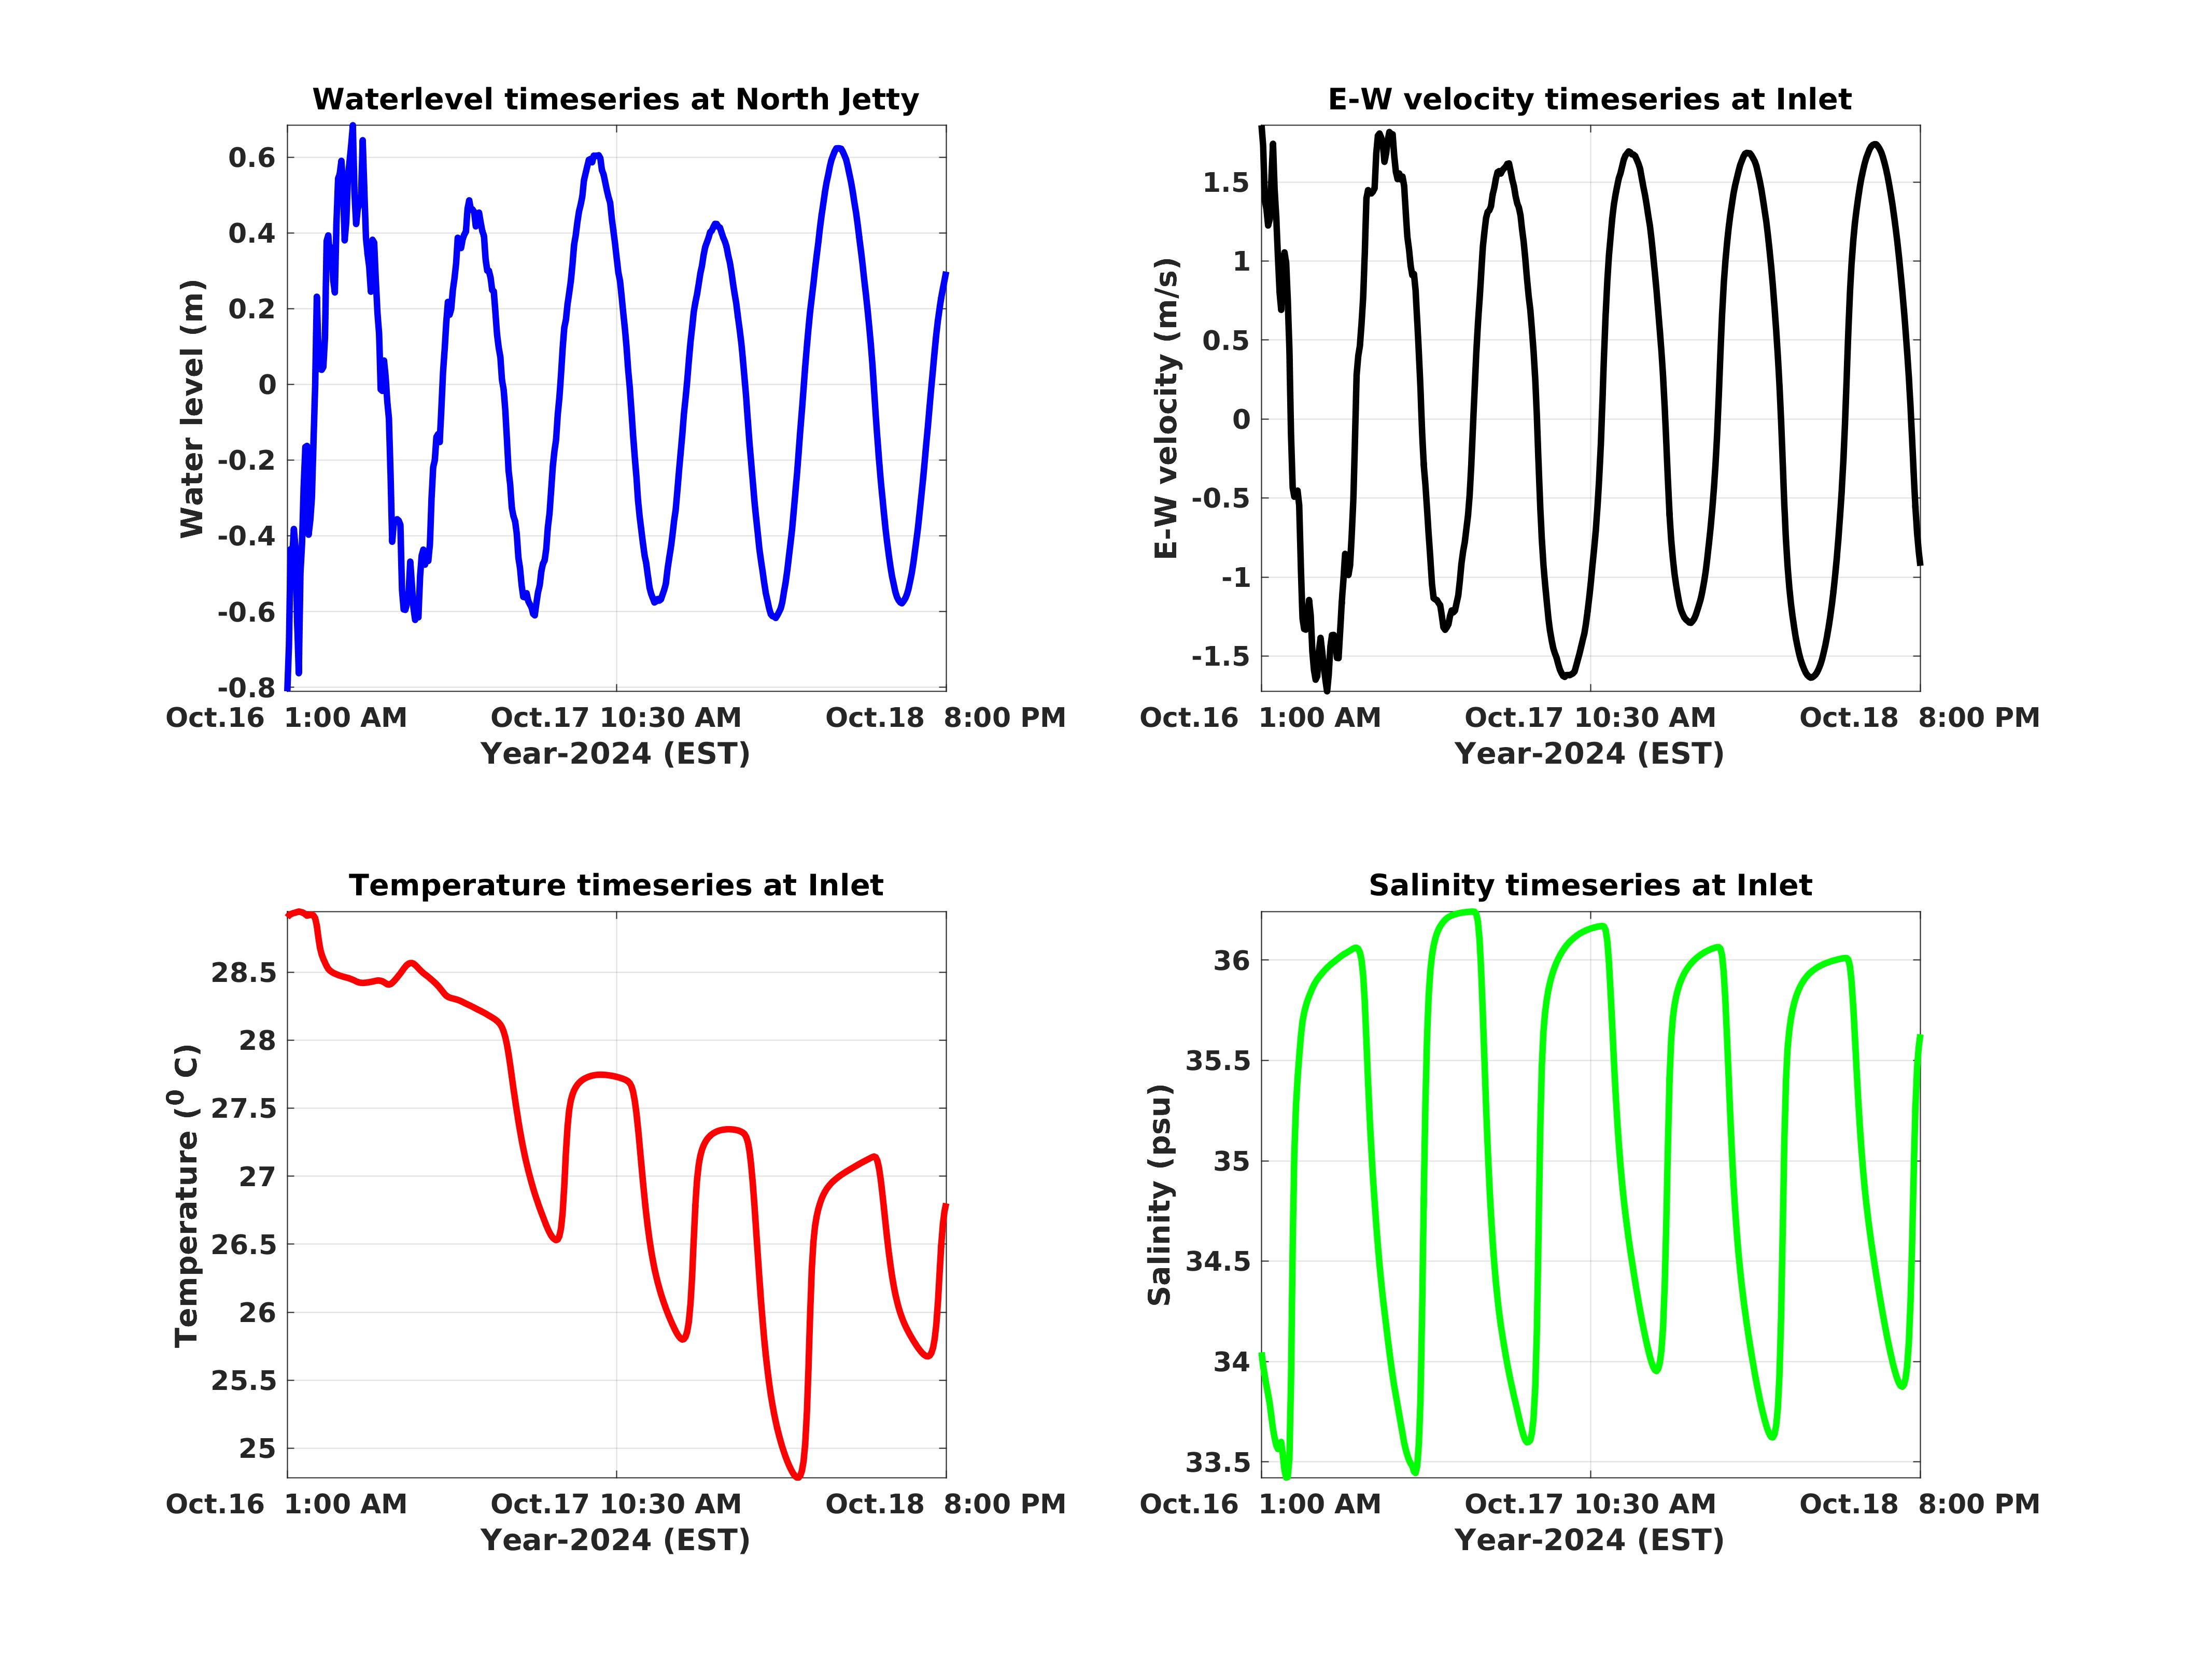 Waterlevel timeseries at North Jetty
Water level (m)
0.6
0.4
0.2
0
-0.2
-0.4
-0.6
-0.8
Oct.16 1:00 AM
Oct.17 10:30 AM
Oct.18 8:00 PM
Year-2024 (EST)
E-W velocity timeseries at Inlet
E-W velocity (m/s)
1.5
1
0.5
0
-0.5
-1
-1.5
Oct.16 1:00 AM
Oct.17 10:30 AM
Oct.18 8:00 PM
Year-2024 (EST)
Temperature timeseries at Inlet
Temperature (⁰ C)
28.5
28
27.5
27
26.5
26
25.5
25
Oct.16 1:00 AM
Oct.17 10:30 AM
Oct.18 8:00 PM
Year-2024 (EST)
Salinity timeseries at Inlet
Salinity (psu)
36
35.5
35
34.5
34
33.5
Oct.16 1:00 AM
Oct.17 10:30 AM
Oct.18 8:00 PM
Year-2024 (EST)